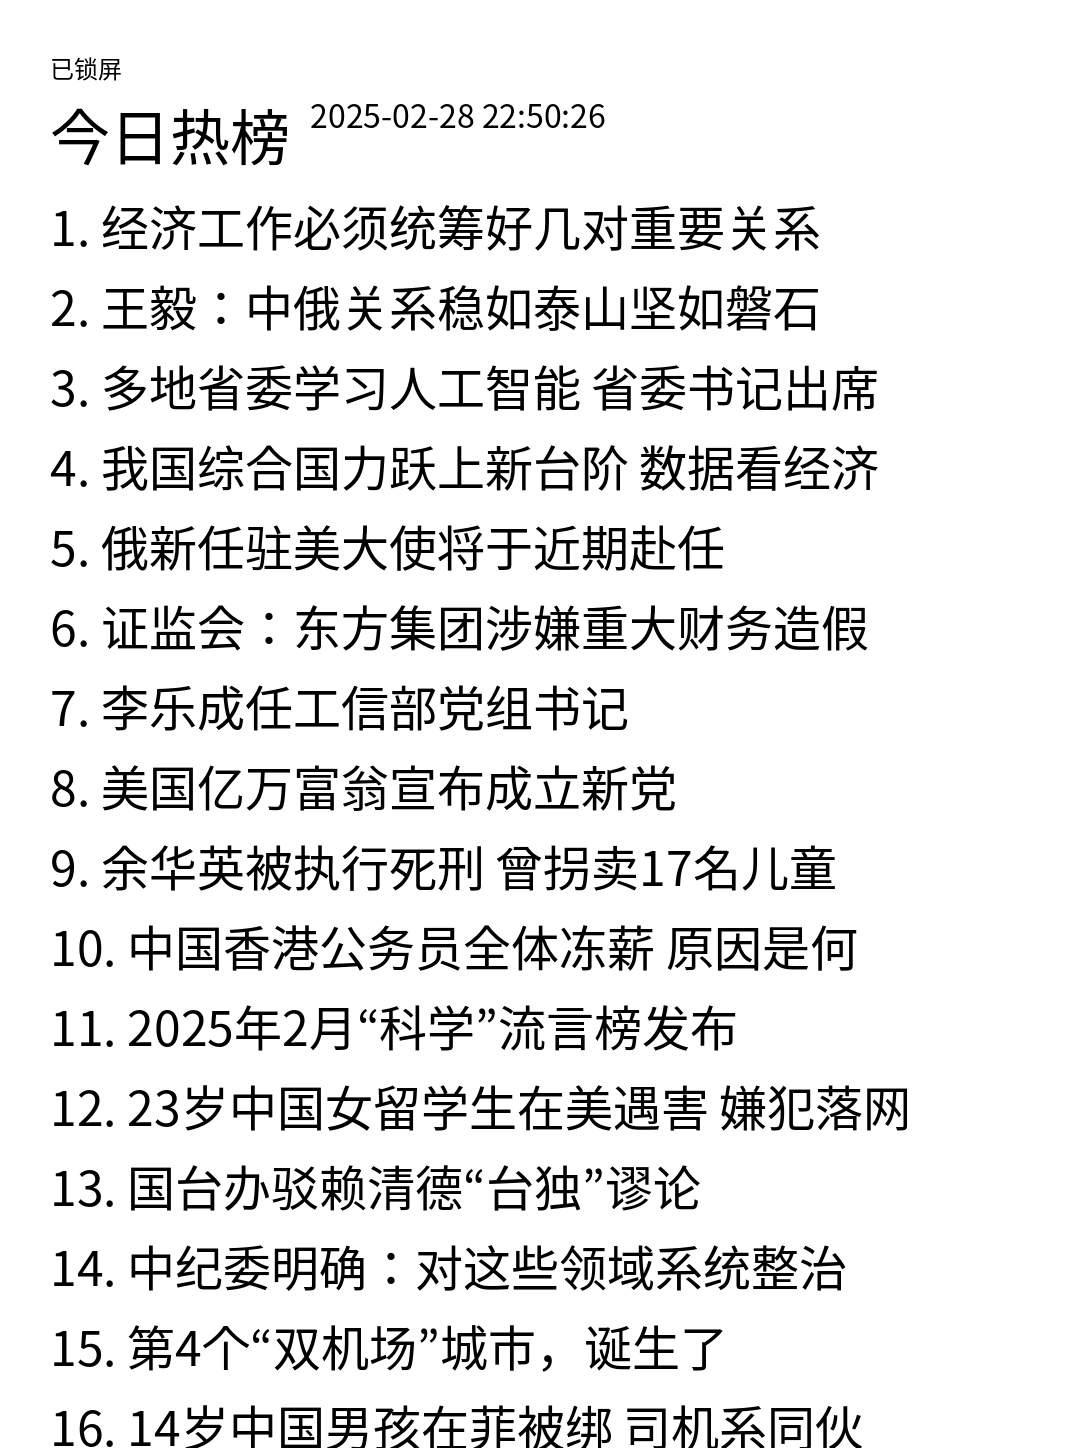 已锁屏
今日热榜 2025-02-28 22:50:26
1. 经济工作必须统筹好几对重要关系
2. 王毅：中俄关系稳如泰山坚如磐石
3. 多地省委学习人工智能 省委书记出席
4. 我国综合国力跃上新台阶 数据看经济
5. 俄新任驻美大使将于近期赴任
6. 证监会：东方集团涉嫌重大财务造假
7. 李乐成任工信部党组书记
8. 美国亿万富翁宣布成立新党
9. 余华英被执行死刑 曾拐卖17名儿童
10. 中国香港公务员全体冻薪 原因是何
11. 2025年2月“科学”流言榜发布
12. 23岁中国女留学生在美遇害 嫌犯落网
13. 国台办驳赖清德“台独”谬论
14. 中纪委明确：对这些领域系统整治
15. 第4个“双机场”城市，诞生了
16. 14岁中国男孩在菲被绑 司机系同伙